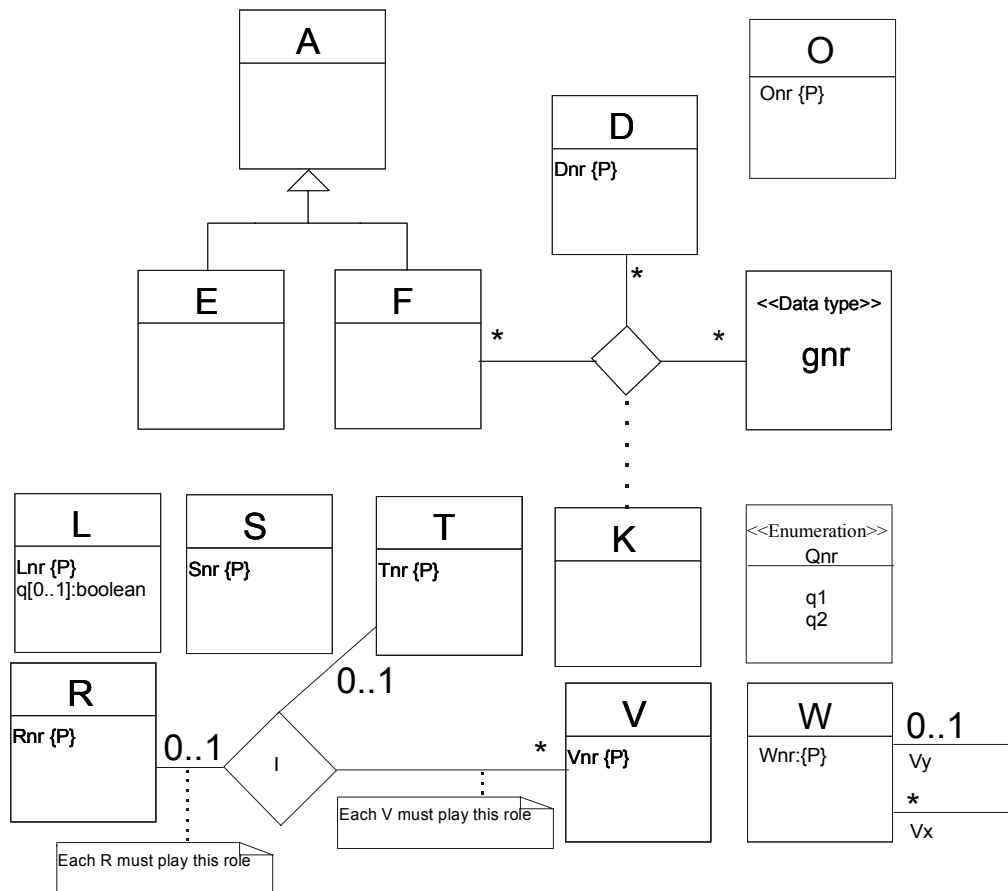 A
O
Onr {P}
D
Dnr {P}
E
F
*
*
*
<<Data type>>
gnr
L
Lnr {P}
q[0..1]:boolean
S
Snr {P}
T
Tnr {P}
K
<<Enumeration>>
Qnr
q1
q2
0..1
R
Rnr {P}
0..1
I
*
V
Vnr {P}
W
Wnr:{P}
0..1
Vy
*
Vx
Each V must play this role
Each R must play this role